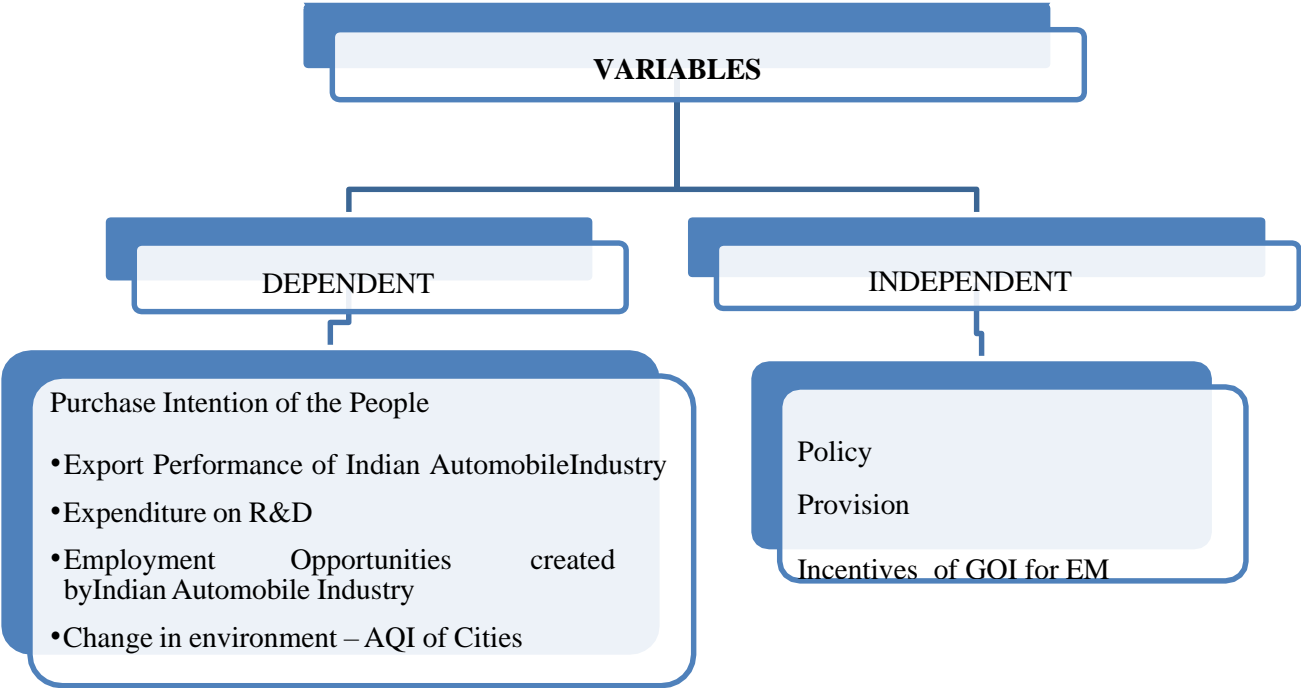 VARIABLES
DEPENDENT
INDEPENDENT
Purchase Intention of the People
•Export Performance of Indian AutomobileIndustry
•Expenditure on R&D
•Employment Opportunities created
byIndian Automobile Industry
•Change in environment – AQI of Cities
Policy
Provision
Incentives of GOI for EM